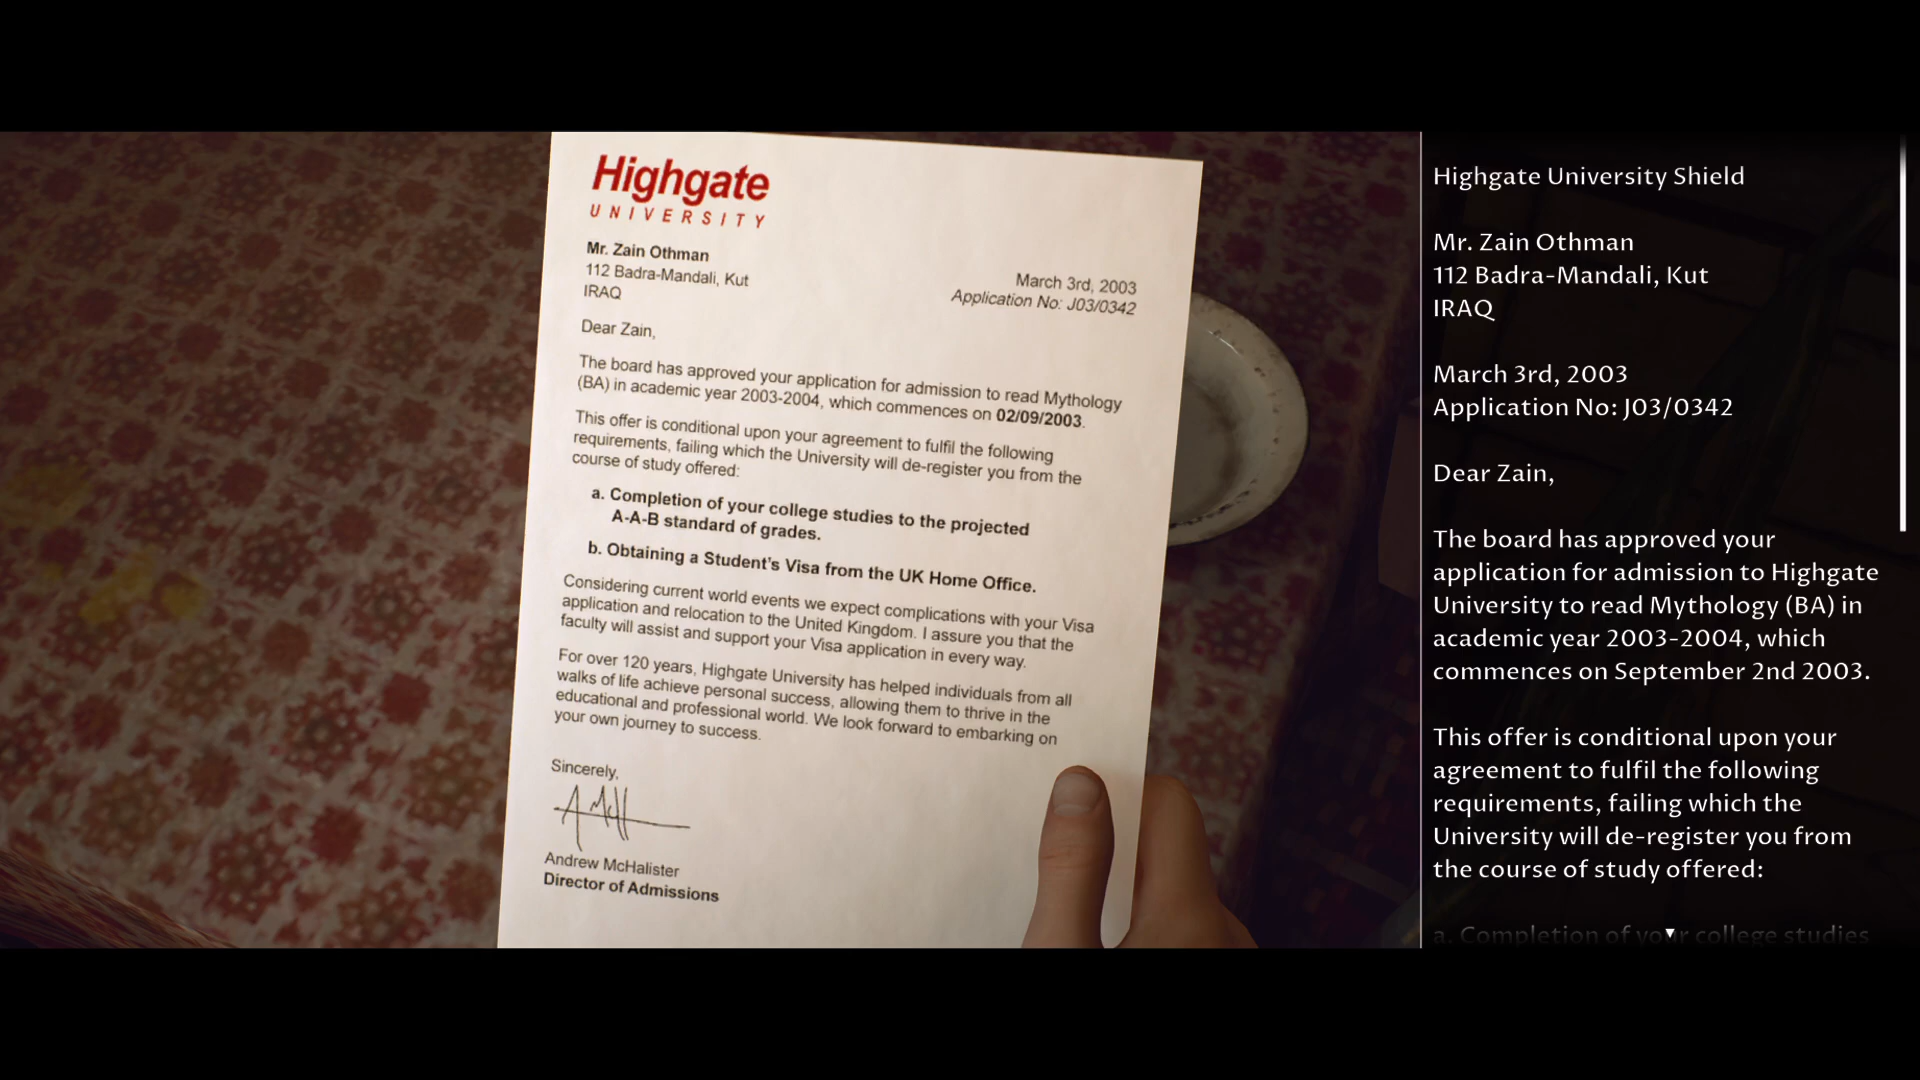 Highgate
UNIVERSITY
Mr. Zain Othman
112 Badra-Mandali, Kut
IRAQ
March 3rd, 2003
Application No: J03/0342
Dear Zain,
The board has approved your application for admission to read Mythology
(BA) in academic year 2003-2004, which commences on 02/09/2003.
This offer is conditional upon your agreement to fulfil the following
requirements, failing which the University will de-register you from the
course of study offered:
a. Completion of your college studies to the projected
A-A-B standard of grades.
b. Obtaining a Student's Visa from the UK Home Office.
Considering current world events we expect complications with your Visa
application and relocation to the United Kingdom. I assure you that the
faculty will assist and support your Visa application in every way.
For over 120 years, Highgate University has helped individuals from all
walks of life achieve personal success, allowing them to thrive in the
educational and professional world. We look forward to embarking on
your own journey to success.
Sincerely,
Andrew McHalister
Director of Admissions
Highgate University Shield
Mr. Zain Othman
112 Badra-Mandali, Kut
IRAQ
March 3rd, 2003
Application No: J03/0342
Dear Zain,
The board has approved your
application for admission to Highgate
University to read Mythology (BA) in
academic year 2003-2004, which
commences on September 2nd 2003.
This offer is conditional upon your
agreement to fulfil the following
requirements, failing which the
University will de-register you from
the course of study offered:
a. Completion of your college studies